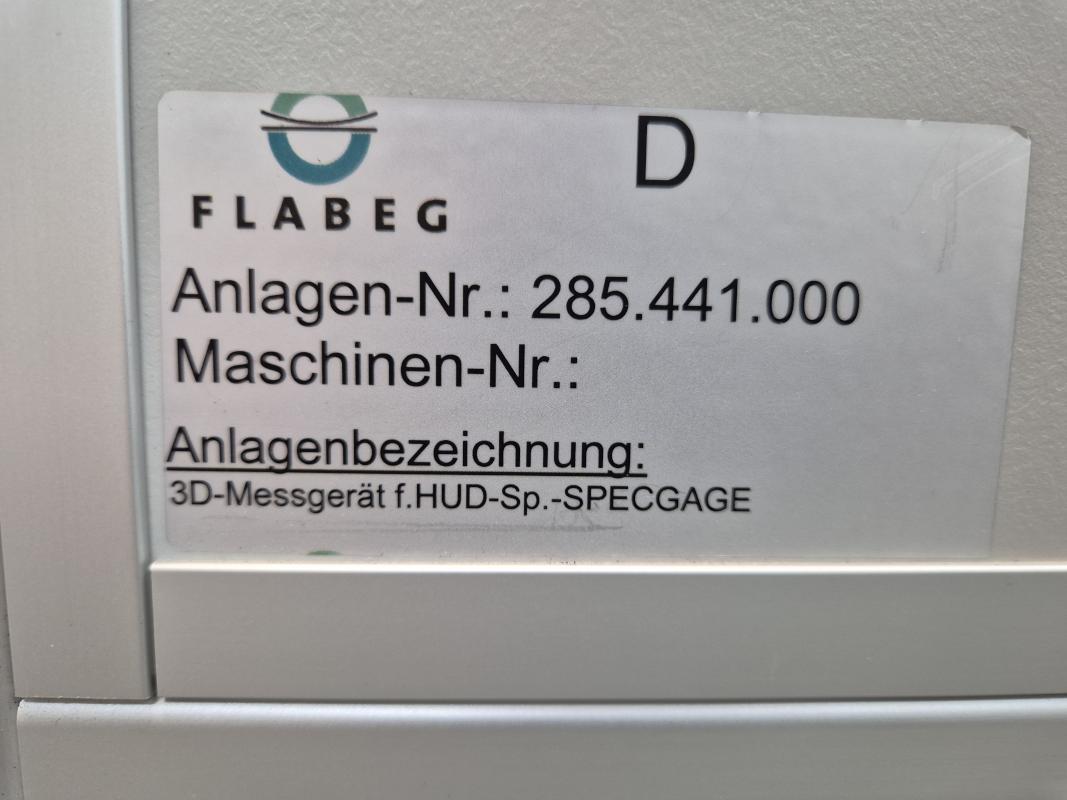 D
FLABEG
Anlagen-Nr.: 285.441.000
Maschinen-Nr.:
Anlagenbezeichnung:
3D-Messgerät f.HUD-Sp.-SPECGAGE